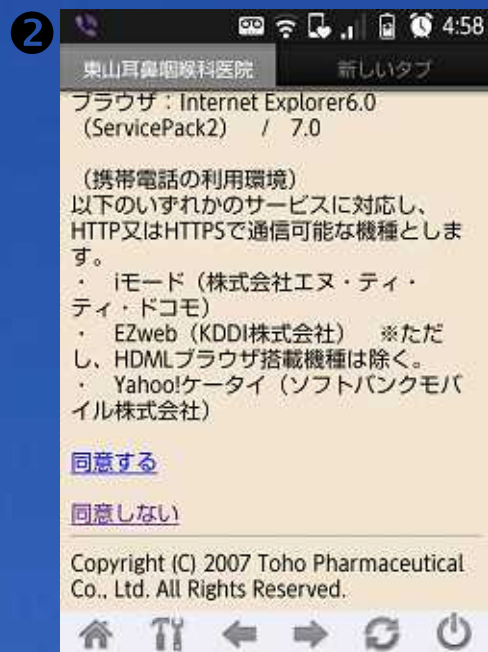 ❷
4:58
東山耳鼻咽喉科医院
新しいタブ
ブラウザ：Internet Explorer6.0
（ServicePack2） / 7.0
（携帯電話の利用環境）
以下のいずれかのサービスに対応し、
HTTP又はHTTPSで通信可能な機種としま
す。
・ iモード（株式会社エヌ・ティ・
ティ・ドコモ）
・ EZweb（KDDI株式会社） ※ただ
し、HDMLブラウザ搭載機種は除く。
・ Yahoo!ケータイ（ソフトバンクモバ
イル株式会社）
同意する
同意しない
Copyright (C) 2007 Toho Pharmaceutical
Co., Ltd. All Rights Reserved.